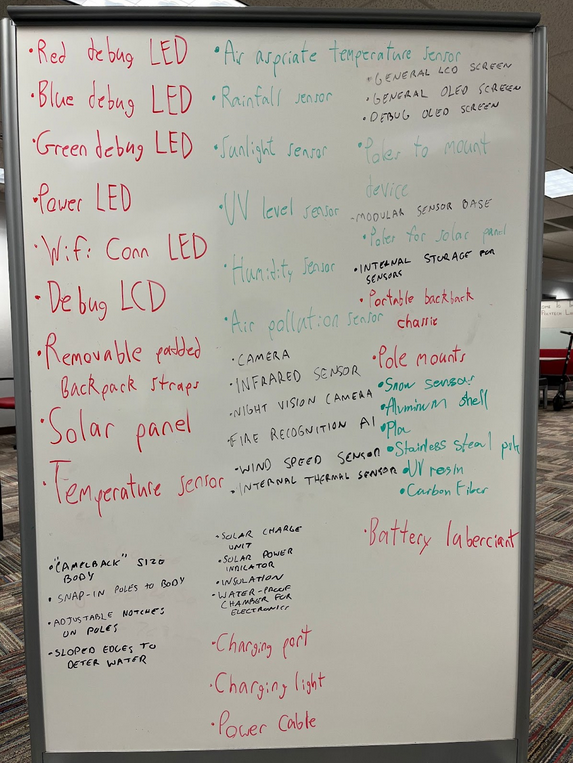 •Red debug LED
•Blue debug LED
•Green debug LED
•Power LED
•Wifi Conn LED
•Debug LCD
•Removable padded
Backpack straps
•Solar panel
•Temperature sensor
•"CAMELBACK" SIZE
BODY
•SNAP-IN POLES TO BODY
•ADJUSTABLE NOTCHES
ON POLES
•SLOPED EDGES TO
DETER WATER
•Air aspriate temperature sensor
•Rainfall sensor
•Sunlight sensor
•UV level sensor
•Humidity sensor
•Air pollution sensor
•CAMERA
•INFRARED SENSOR
•NIGHT VISION CAMERA
•FIRE RECOGNITION AI
•WIND SPEED SENSOR
•INTERNAL THERMAL SENSOR
•SOLAR CHARGE
UNIT
•SOLAR POWER
INDICATOR
•INSULATION
•WATER-PROOF
CHAMBER FOR
ELECTRONICS
•Charging port
•Charging light
•Power Cable
•GENERAL LCD SCREEN
•GENERAL OLED SCREEN
•DEBUG OLED SCREEN
•Poles to mount
device
-MODULAR SENSOR BASE
•Poles for solar panel
•INTERNAL STORAGE FOR
SENSORS
•Portable backback
chassie
•Pole mounts
•Snow sensor
•Aluminum shell
•Pla
•Stainless steal pole
•UV resin
•Carbon Fiber
•Battery laberciant